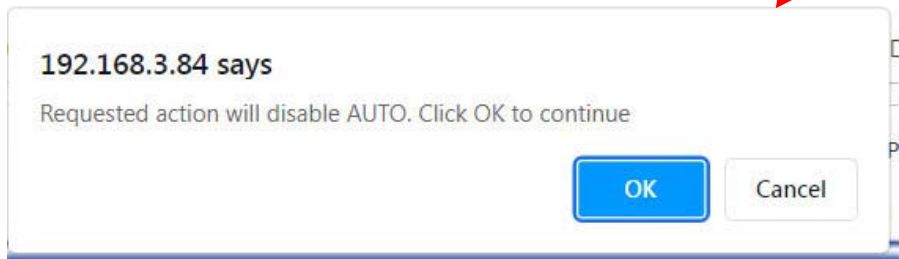 192.168.3.84 says
Requested action will disable AUTO. Click OK to continue
OK
Cancel